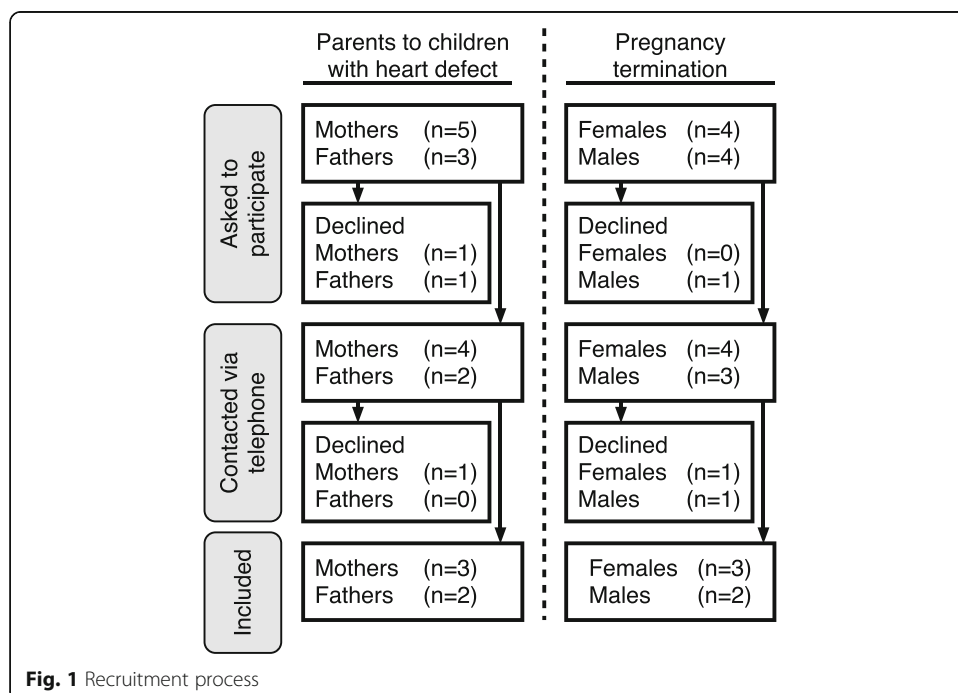 Parents to children
with heart defect
Pregnancy
termination
Asked to
participate
Mothers (n=5)
Fathers (n=3)
Females (n=4)
Males (n=4)
Declined
Mothers (n=1)
Fathers (n=1)
Declined
Females (n=0)
Males (n=1)
Contacted via
telephone
Mothers (n=4)
Fathers (n=2)
Females (n=4)
Males (n=3)
Declined
Mothers (n=1)
Fathers (n=0)
Declined
Females (n=1)
Males (n=1)
Included
Mothers (n=3)
Fathers (n=2)
Females (n=3)
Males (n=2)
Fig. 1 Recruitment process